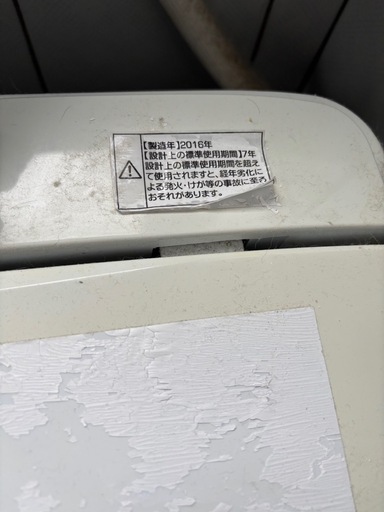 【製造年】2016年
【設計上の標準使用期間】7年
設計上の標準使用期間を超え
て使用されますと、経年劣化に
よる発火・けが等の事故に至る
おそれがあります。